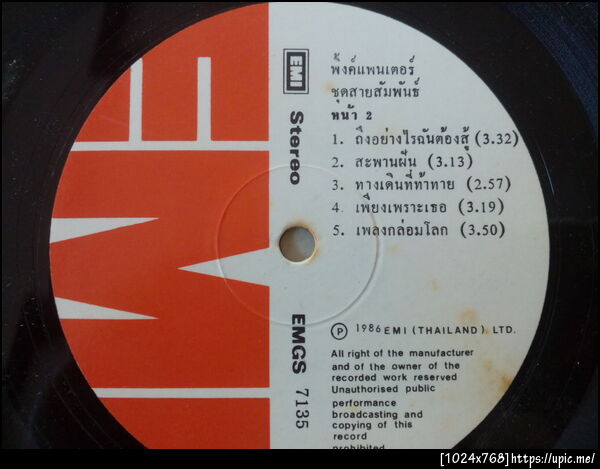 EMI
EMI
Stereo
พิ้งค์แพนเตอร์
ชุดสายสัมพันธ์
หน้า 2
1. ถึงอย่างไรฉันต้องสู้ (3.32)
2. สะพานฝัน (3.13)
3. ทางเดินที่ท้าทาย (2.57)
4. เพียงเพราะเธอ (3.19)
5. เพลงกล่อมโลก (3.50)
EMGS 7135
Ⓟ 1986 EMI (THAILAND) LTD.
All right of the manufacturer
and of the owner of the
recorded work reserved
Unauthorised public
performance
broadcasting and
copying of this
record
prohibited
[1024x768]https://upic.me/